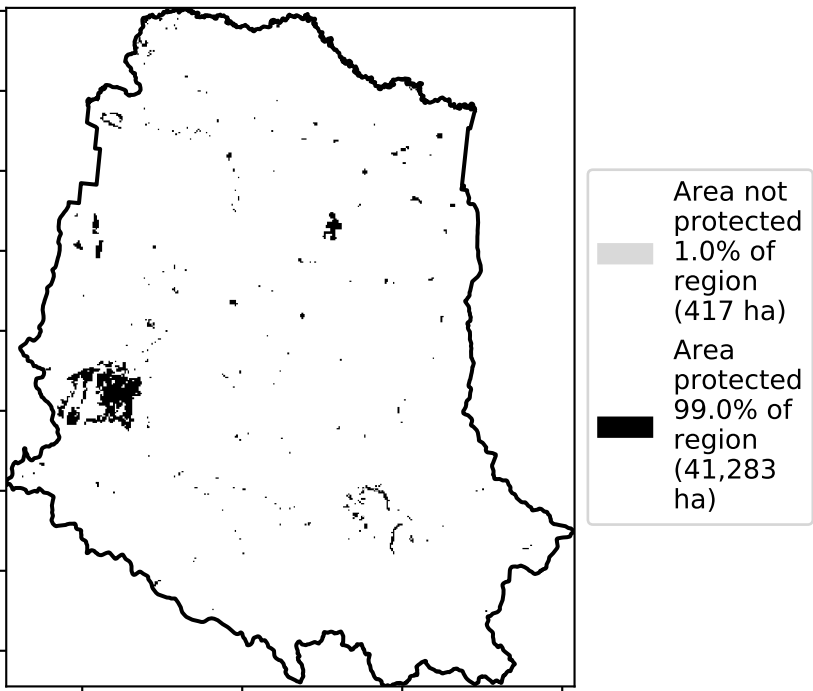 Area not
protected
1.0% of
region
(417 ha)
Area
protected
99.0% of
region
(41,283
ha)